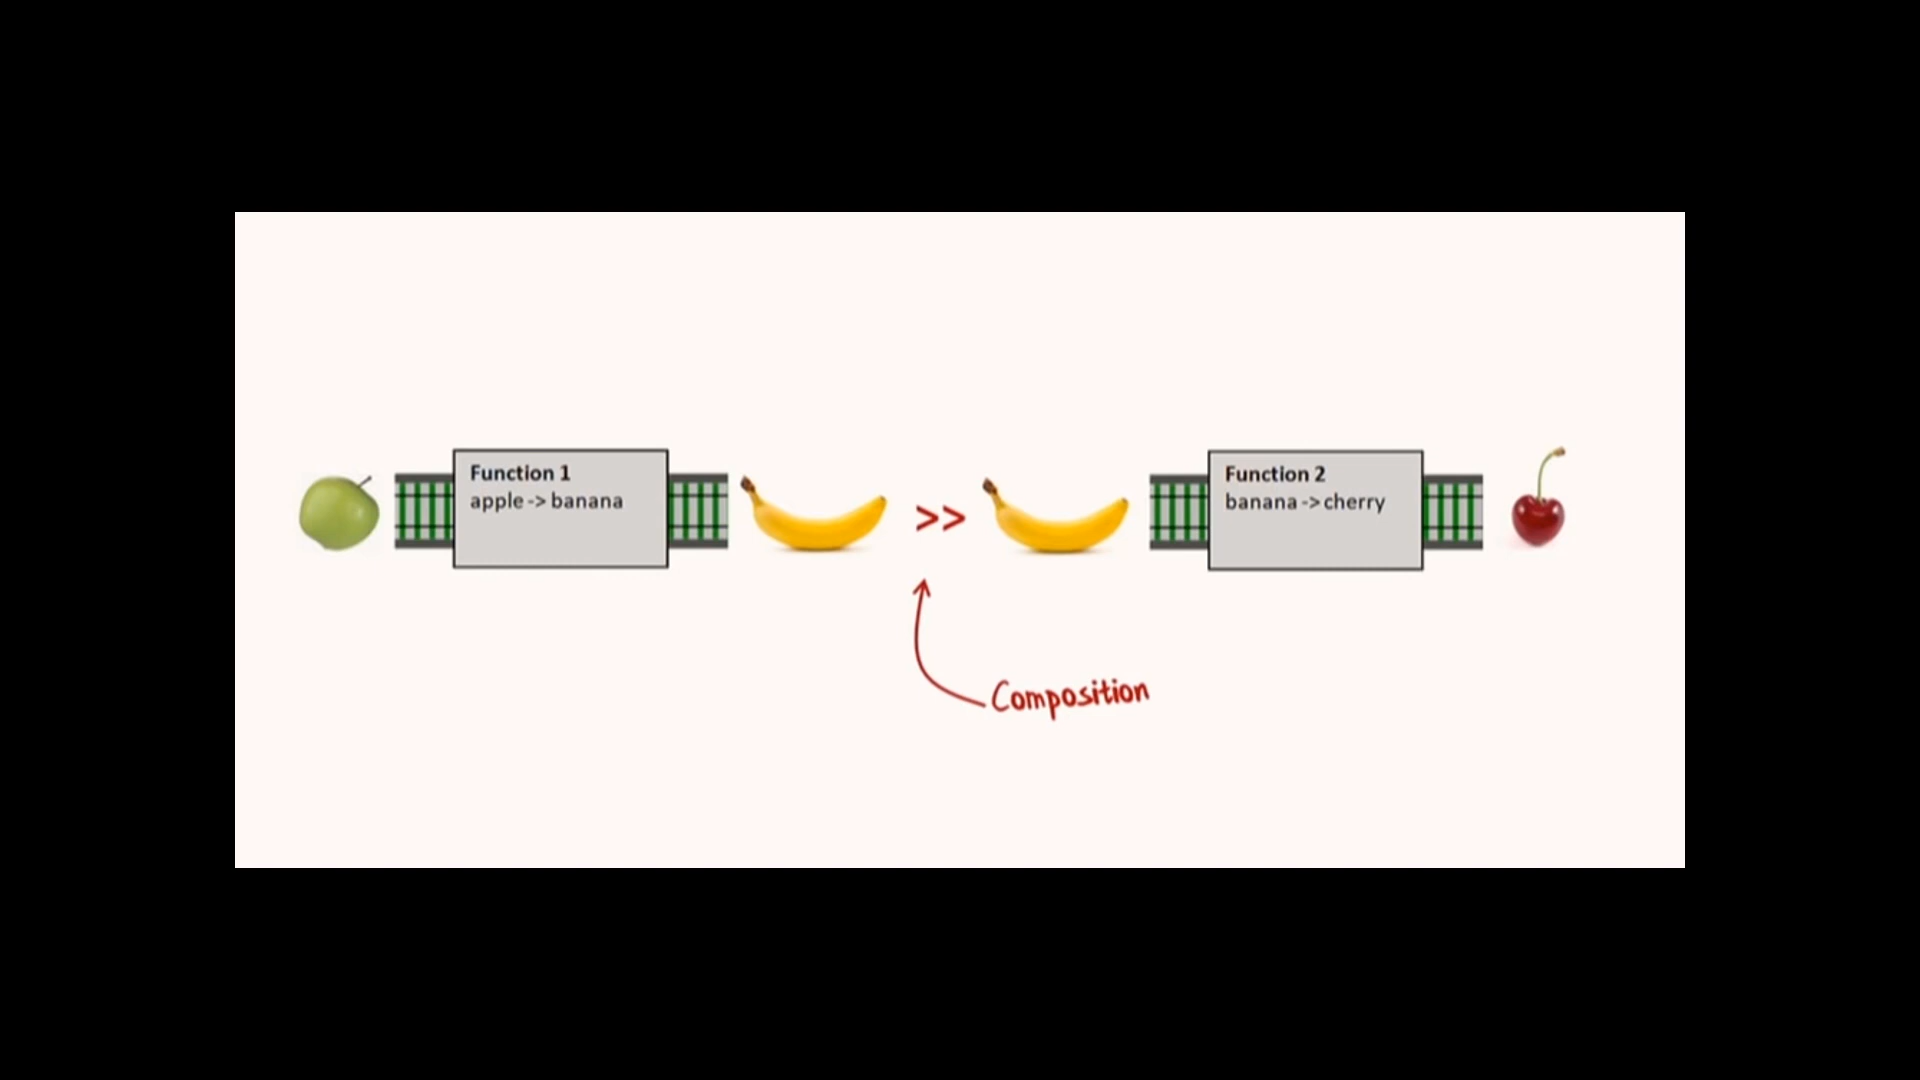 Function 1
apple -> banana
>>
Function 2
banana -> cherry
Composition